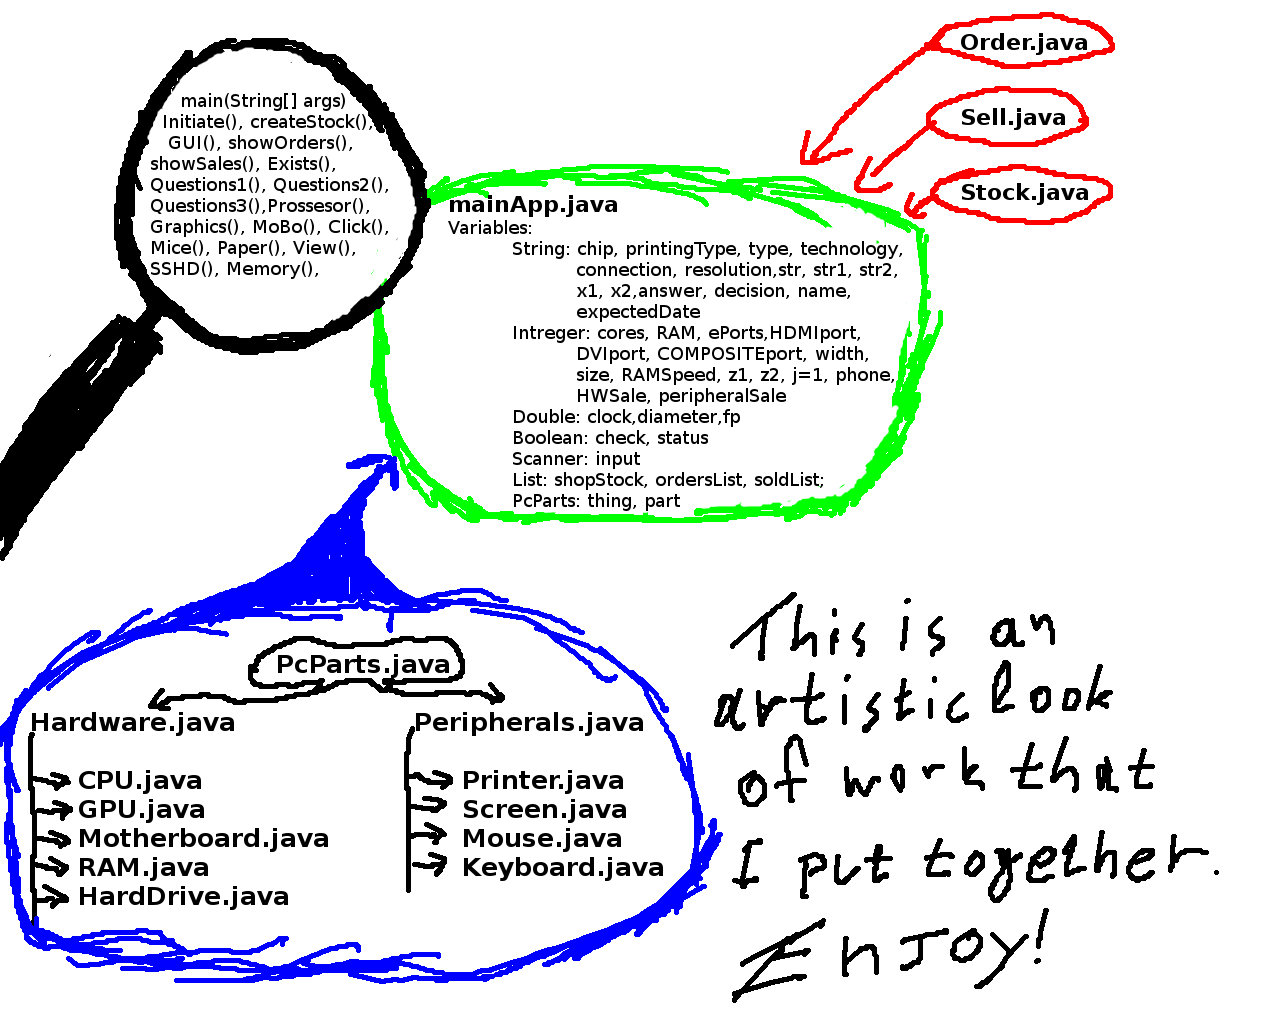 Order.java
Sell.java
Stock.java
main(String[] args)
Initiate(), createStock(),
GUI(), showOrders(),
showSales(), Exists(),
Questions1(), Questions2(),
Questions3(),Prossesor(),
Graphics(), MoBo(), Click(),
Mice(), Paper(), View(),
SSHD(), Memory(),
mainApp.java
Variables:
String: chip, printingType, type, technology,
connection, resolution,str, str1, str2,
x1, x2,answer, decision, name,
expectedDate
Intreger: cores, RAM, ePorts,HDMIport,
DVIport, COMPOSITEport, width,
size, RAMSpeed, z1, z2, j=1, phone,
HWSale, peripheralSale
Double: clock,diameter,fp
Boolean: check, status
Scanner: input
List: shopStock, ordersList, soldList;
PcParts: thing, part
PcParts.java
Hardware.java
CPU.java
GPU.java
Motherboard.java
RAM.java
HardDrive.java
Peripherals.java
Printer.java
Screen.java
Mouse.java
Keyboard.java
This is an
artistic look
of work that
I put together.
Enjoy!